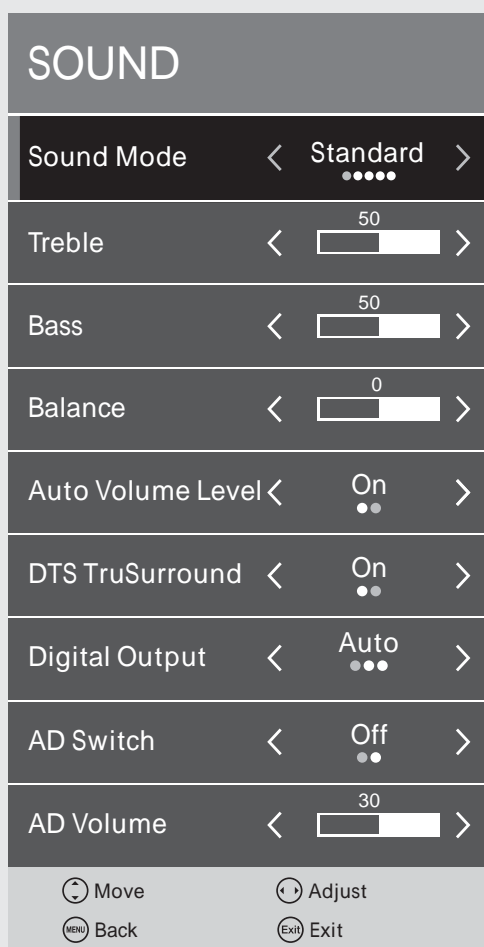 SOUND
Sound Mode
Standard
Treble
50
Bass
50
Balance
0
Auto Volume Level
On
DTS TruSurround
On
Digital Output
Auto
AD Switch
Off
AD Volume
30
Move
Adjust
MENU Back
Exit Exit